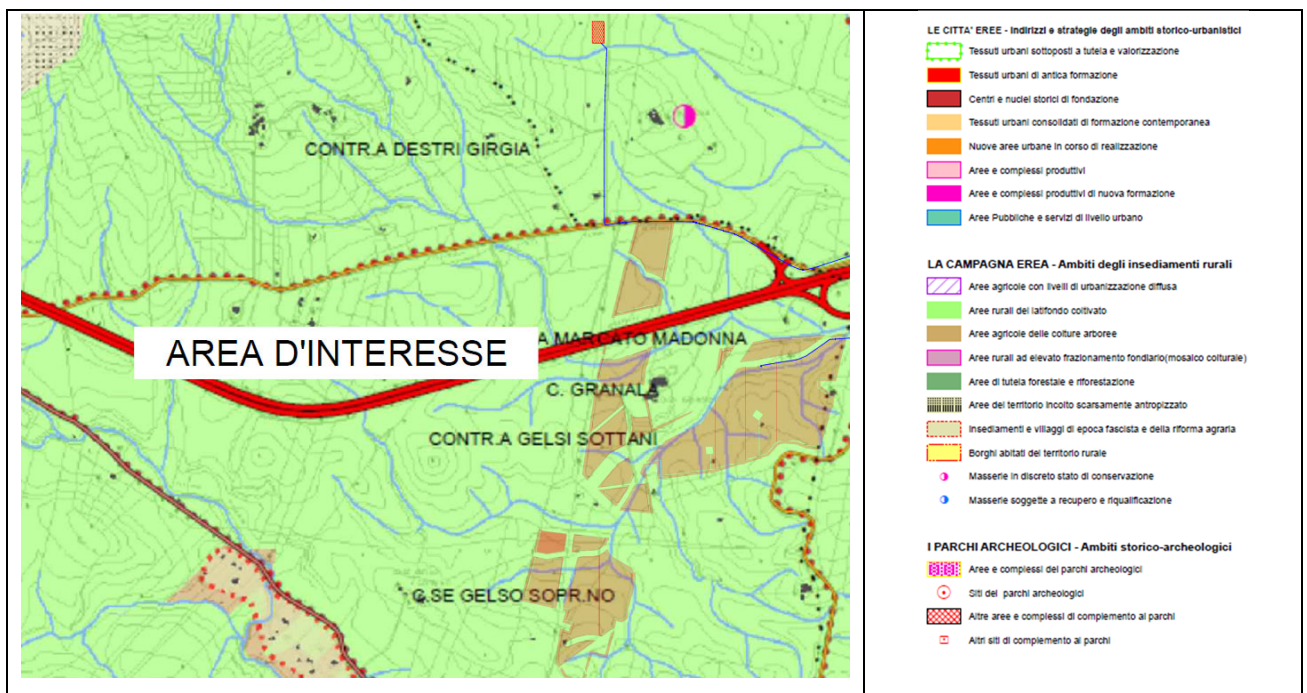 CONTR.A DESTRI GIRGIA
AREA D'INTERESSE
A MARCATO MADONNA
C. GRANALA
CONTR.A GELSI SOTTANI
C.SE GELSO SOPR.NO
LE CITTA' EREE - Indirizzi e strategie degli ambiti storico-urbanistici
Tessuti urbani sottoposti a tutela e valorizzazione
Tessuti urbani di antica formazione
Centri e nuclei storici di fondazione
Tessuti urbani consolidati di formazione contemporanea
Nuove aree urbane in corso di realizzazione
Aree e complessi produttivi
Aree e complessi produttivi di nuova formazione
Aree Pubbliche e servizi di livello urbano
LA CAMPAGNA EREA - Ambiti degli insediamenti rurali
Aree agricole con livelli di urbanizzazione diffusa
Aree rurali del latifondo coltivato
Aree agricole delle colture arboree
Aree rurali ad elevato frazionamento fondiario(mosaico colturale)
Aree di tutela forestale e riforestazione
Aree del territorio incolto scarsamente antropizzato
Insediamenti e villaggi di epoca fascista e della riforma agraria
Borghi abitati del territorio rurale
Masserie in discreto stato di conservazione
Masserie soggette a recupero e riqualificazione
I PARCHI ARCHEOLOGICI - Ambiti storico-archeologici
Aree e complessi dei parchi archeologici
Siti dei parchi archeologici
Altre aree e complessi di complemento ai parchi
Altri siti di complemento ai parchi